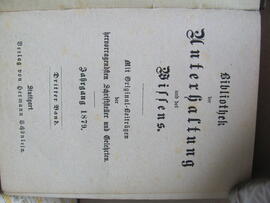 Bibliothek
der
Unterhaltung
und des
Wissens.
Mit Original-Beiträgen
der
hervorragendsten Schriftsteller und Gelehrten.
Jahrgang 1879.
Dritter Band.
Stuttgart.
Verlag von Hermann Schönlein.